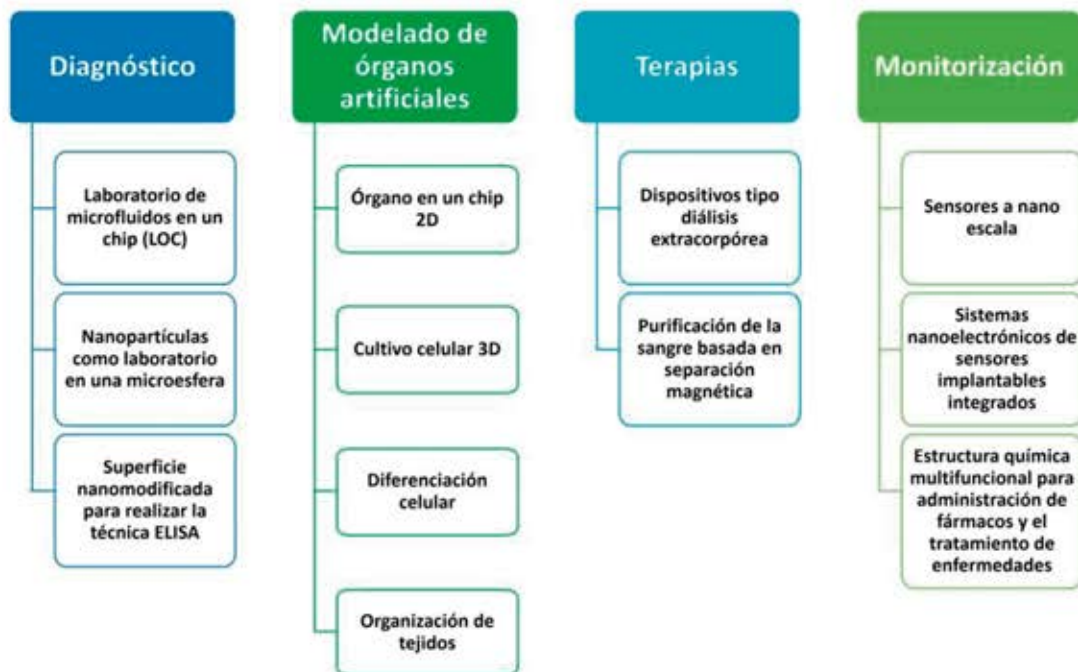 Diagnóstico
Laboratorio de
microfluidos en un
chip (LOC)
Nanopartículas
como laboratorio
en una microesfera
Superficie
nanomodificada
para realizar la
técnica ELISA
Modelado de
órganos
artificiales
Órgano en un chip
2D
Cultivo celular 3D
Diferenciación
celular
Organización de
tejidos
Terapias
Dispositivos tipo
diálisis
extracorpórea
Purificación de la
sangre basada en
separación
magnética
Monitorización
Sensores a nano
escala
Sistemas
nanoelectrónicos de
sensores
implantables
integrados
Estructura química
multifuncional para
administración de
fármacos y el
tratamiento de
enfermedades